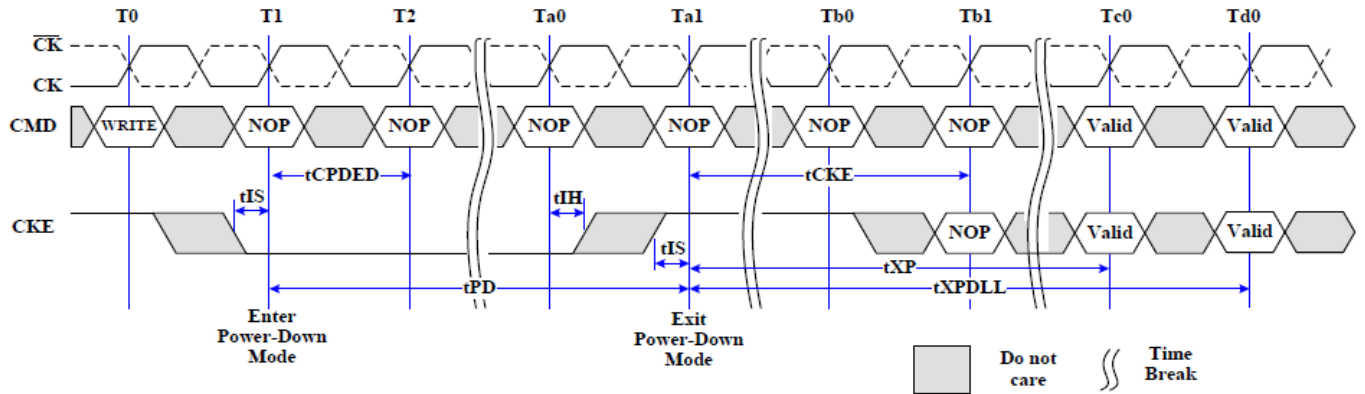 T0 T1 T2 Ta0 Ta1 Tb0 Tb1 Tc0 Td0
CK
CK
CMD WRITE NOP NOP NOP NOP NOP NOP Valid Valid
tCPDED tCKE
tIS tIH
CKE NOP Valid Valid
tIS
tXP
tPD tXPDLL
Enter
Power-Down
Mode
Exit
Power-Down
Mode
Do not
care
Time
Break